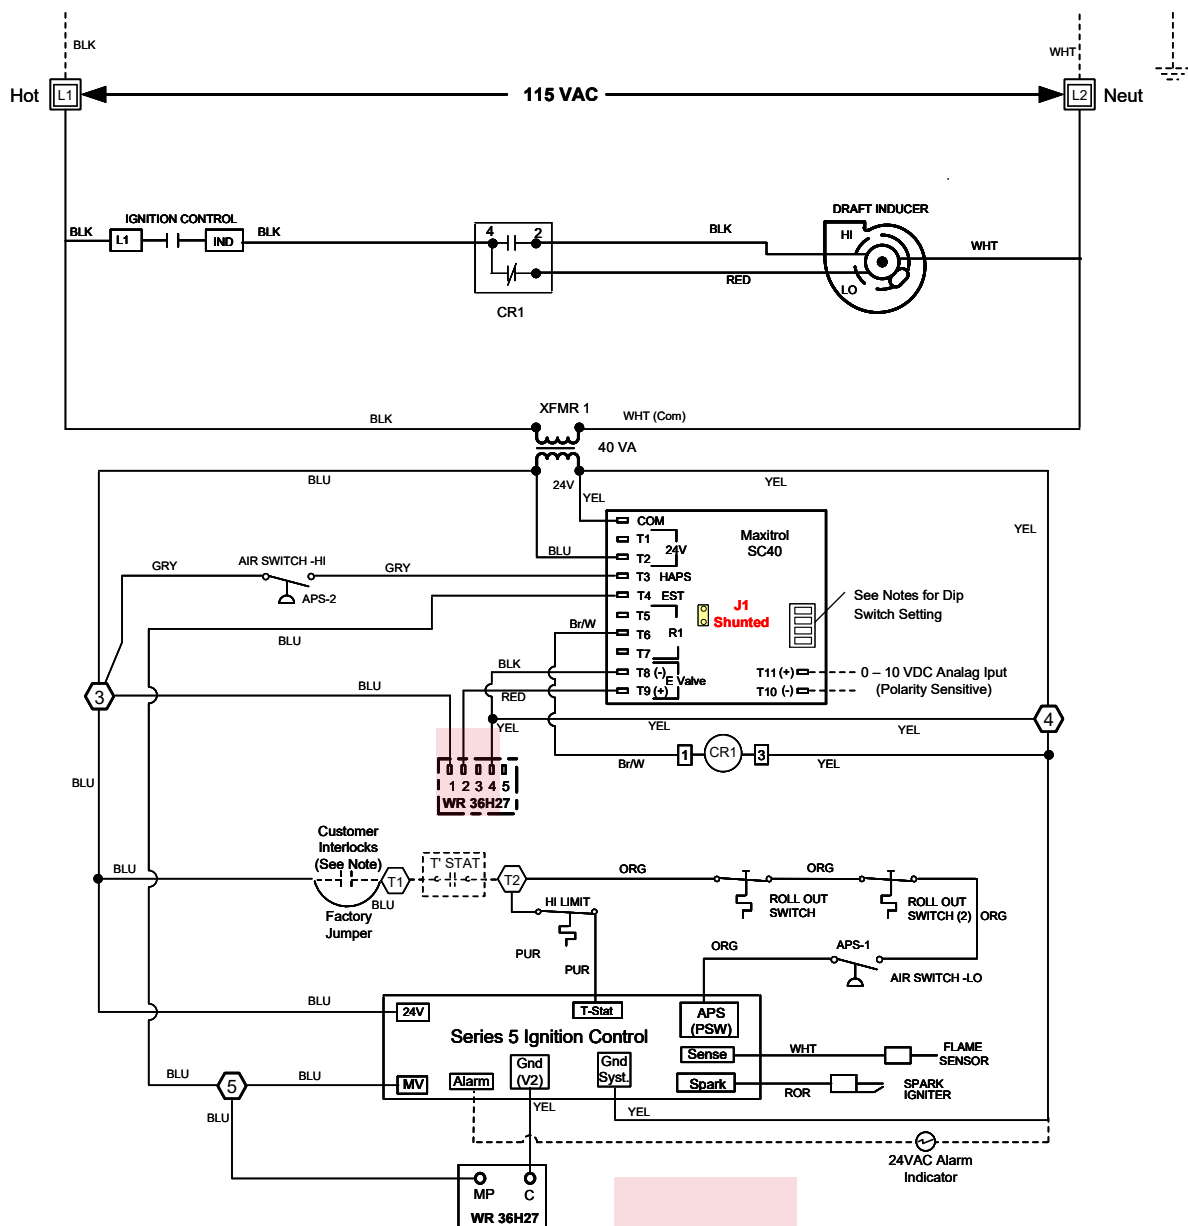 BLK
WHT
Hot
L1
115 VAC
L2
Neut
IGNITION CONTROL
DRAFT INDUCER
BLK
L1
IND
BLK
4
2
BLK
HI
WHT
RED
LO
CR1
XFMR 1
BLK
WHT (Com)
40 VA
BLU
24V
YEL
YEL
YEL
COM
T1
24V
T2
BLU
Maxitrol
SC40
GRY
AIR SWITCH -HI
GRY
APS-2
T3 HAPS
T4 EST
T5
Br/W
T6
R1
T7
J1
Shunted
See Notes for Dip
Switch Setting
BLU
BLK
T8 (-)
E Valve
RED
T9 (+)
T11 (+)
T10 (-)
0 – 10 VDC Analag Iput
(Polarity Sensitive)
3
BLU
YEL
YEL
YEL
4
Br/W
1
CR1
3
YEL
1 2 3 4 5
WR 36H27
BLU
Customer
Interlocks
(See Note)
BLU
T1
T' STAT
T2
BLU
Factory
Jumper
ORG
ORG
ROLL OUT
SWITCH
ROLL OUT
SWITCH (2)
ORG
HI LIMIT
PUR
PUR
ORG
APS-1
AIR SWITCH -LO
BLU
24V
T-Stat
APS
(PSW)
Series 5 Ignition Control
Gnd
(V2)
Gnd
Syst.
Sense
WHT
FLAME
SENSOR
BLU
5
BLU
MV
Alarm
Spark
ROR
SPARK
IGNITER
BLU
YEL
YEL
24VAC Alarm
Indicator
MP
C
WR 36H27